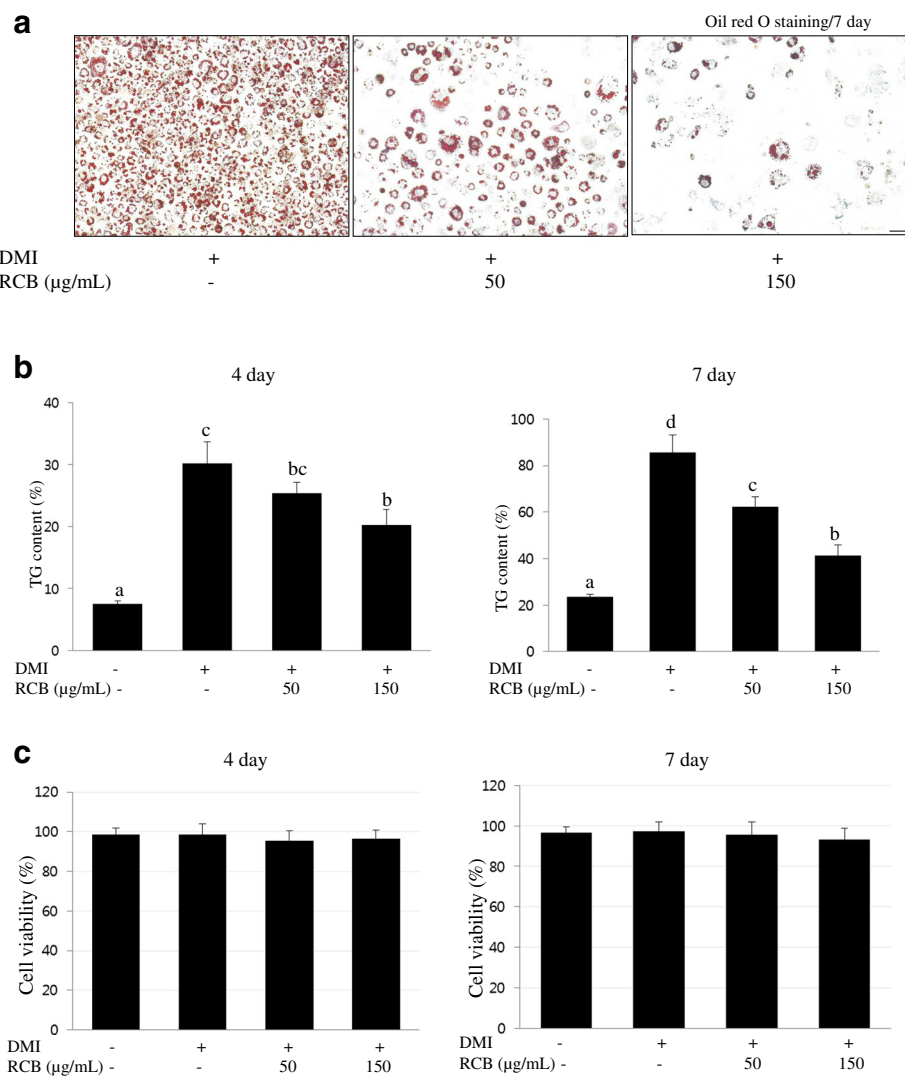 a
Oil red O staining/7 day
DMI + + +
RCB (µg/mL) - 50 150
b
4 day
40
30
20
10
0
TG content (%)
a
c
bc
b
DMI - + + +
RCB (µg/mL) - - 50 150
7 day
100
80
60
40
20
0
TG content (%)
a
d
c
b
DMI - + + +
RCB (µg/mL) - - 50 150
c
4 day
120
100
80
60
40
20
0
Cell viability (%)
DMI - + + +
RCB (µg/mL) - - 50 150
7 day
120
100
80
60
40
20
0
Cell viability (%)
DMI - + + +
RCB (µg/mL) - - 50 150